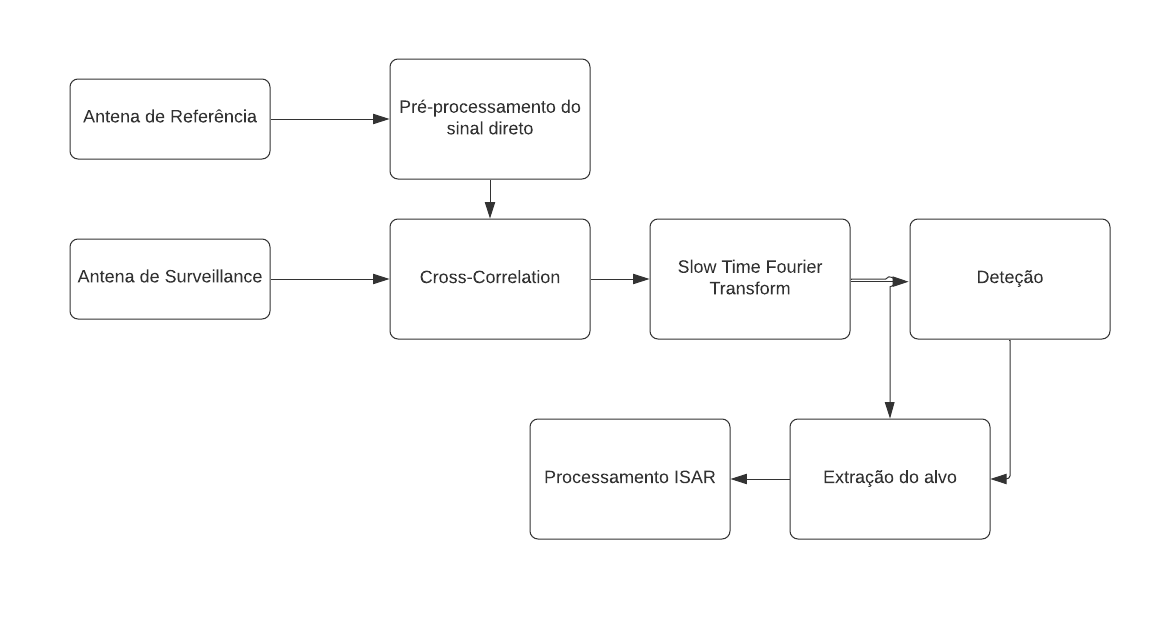 Antena de Referência
Pré-processamento do
sinal direto
Antena de Surveillance
Cross-Correlation
Slow Time Fourier
Transform
Deteção
Processamento ISAR
Extração do alvo